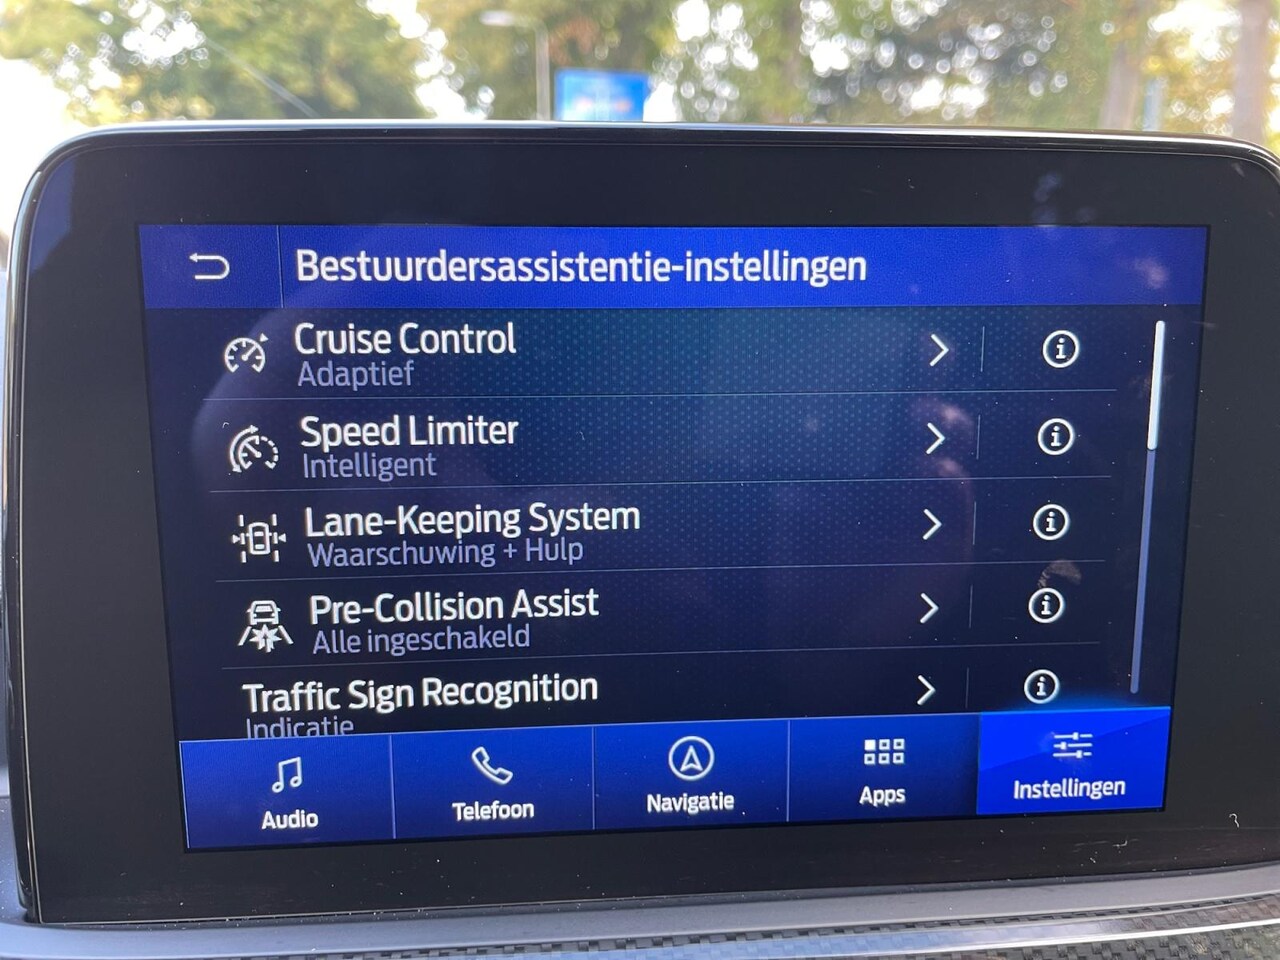 Bestuurdersassistentie-instellingen
Cruise Control
Adaptief
Speed Limiter
Intelligent
Lane-Keeping System
Waarschuwing + Hulp
Pre-Collision Assist
Alle ingeschakeld
Traffic Sign Recognition
Indicatie
Audio
Telefoon
Navigatie
Apps
Instellingen